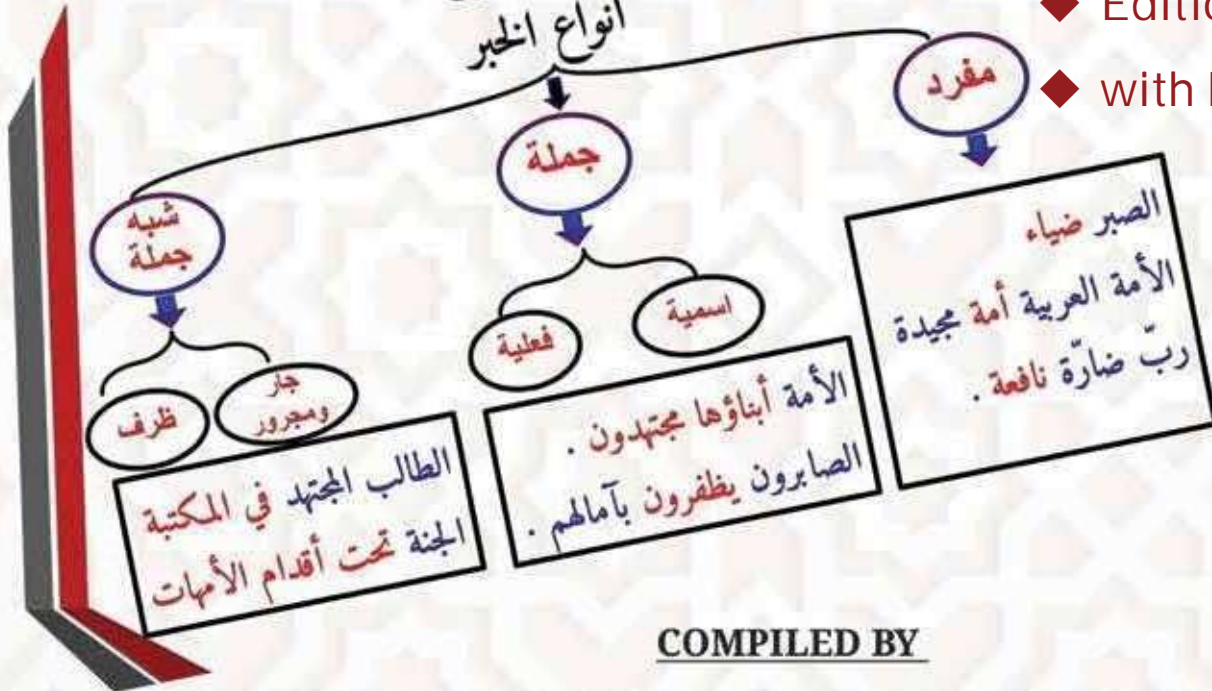 أنواع الخبر
مفرد
جملة
شبه
جملة
اسمية
فعلية
جار
ومجرور
ظرف
الصبر ضياء
الأمة العربية أمة مجيدة
ربّ ضارّة نافعة .
الأمة أبناؤها مجتهدون .
الصابرون يظفرون بآمالهم .
الطالب المجتهد في المكتبة
الجنة تحت أقدام الأمهات
with
COMPILED BY